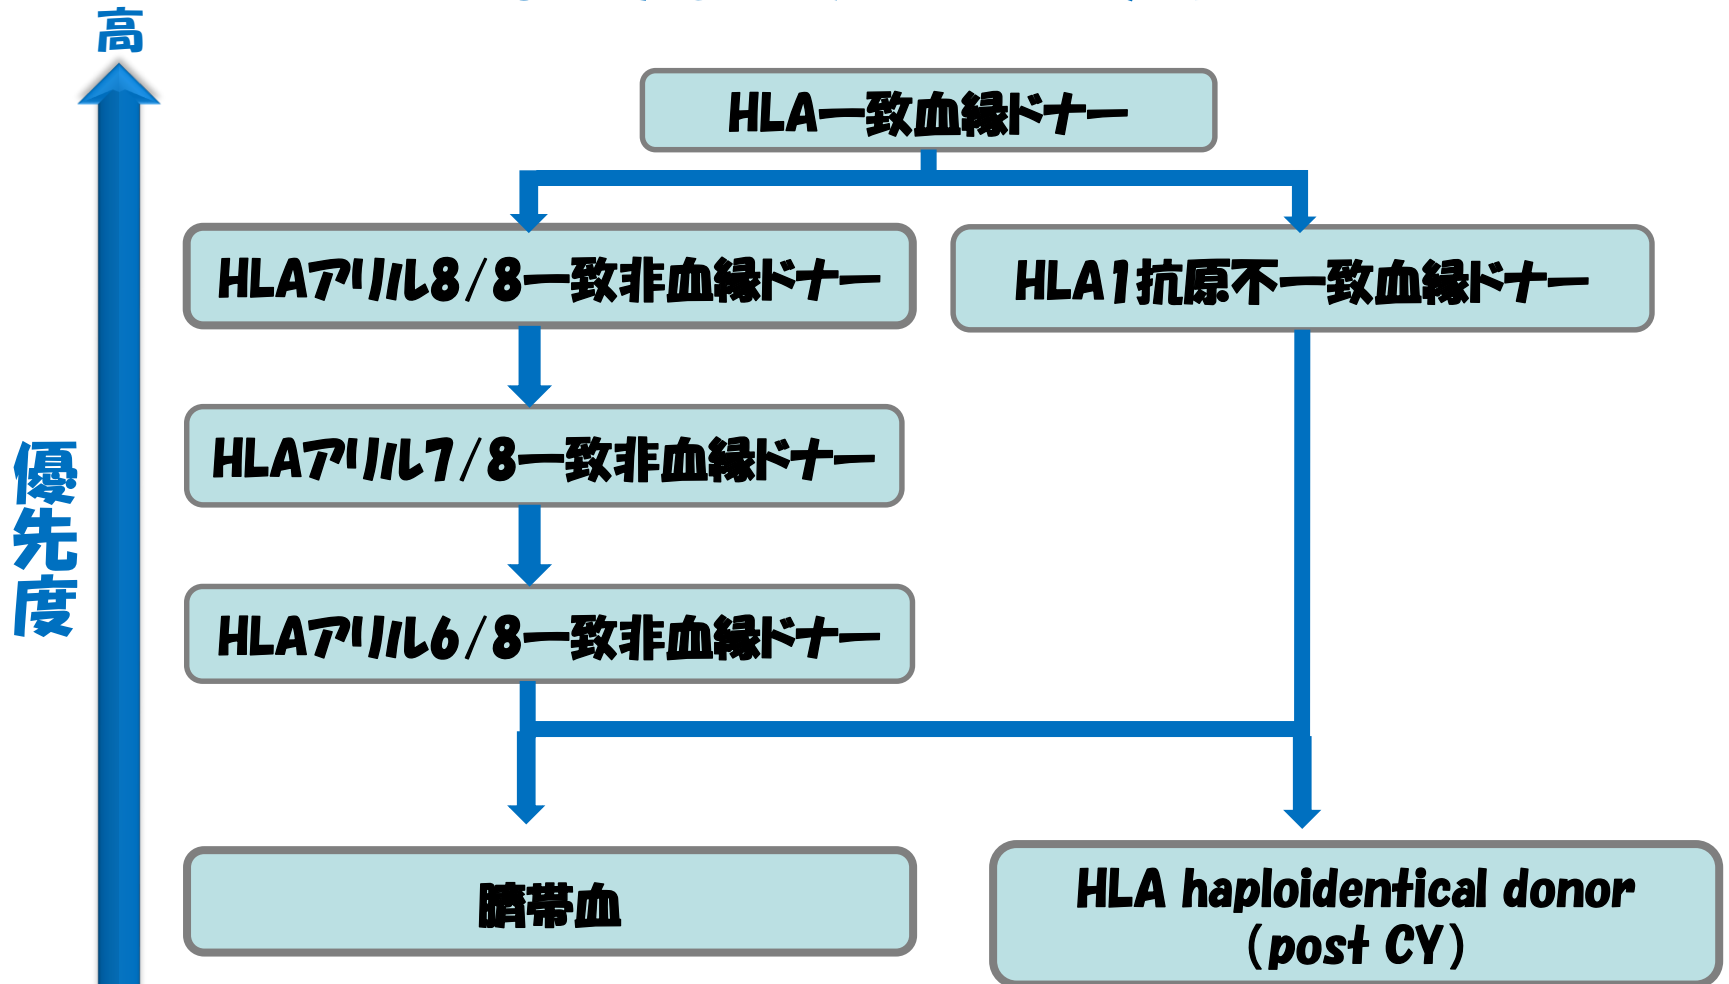 高
優先度
HLA一致血縁ドナー
HLAアリル8/8一致非血縁ドナー
HLA1抗原不一致血縁ドナー
HLAアリル7/8一致非血縁ドナー
HLAアリル6/8一致非血縁ドナー
臍帯血
HLA haploidentical donor
(post CY)